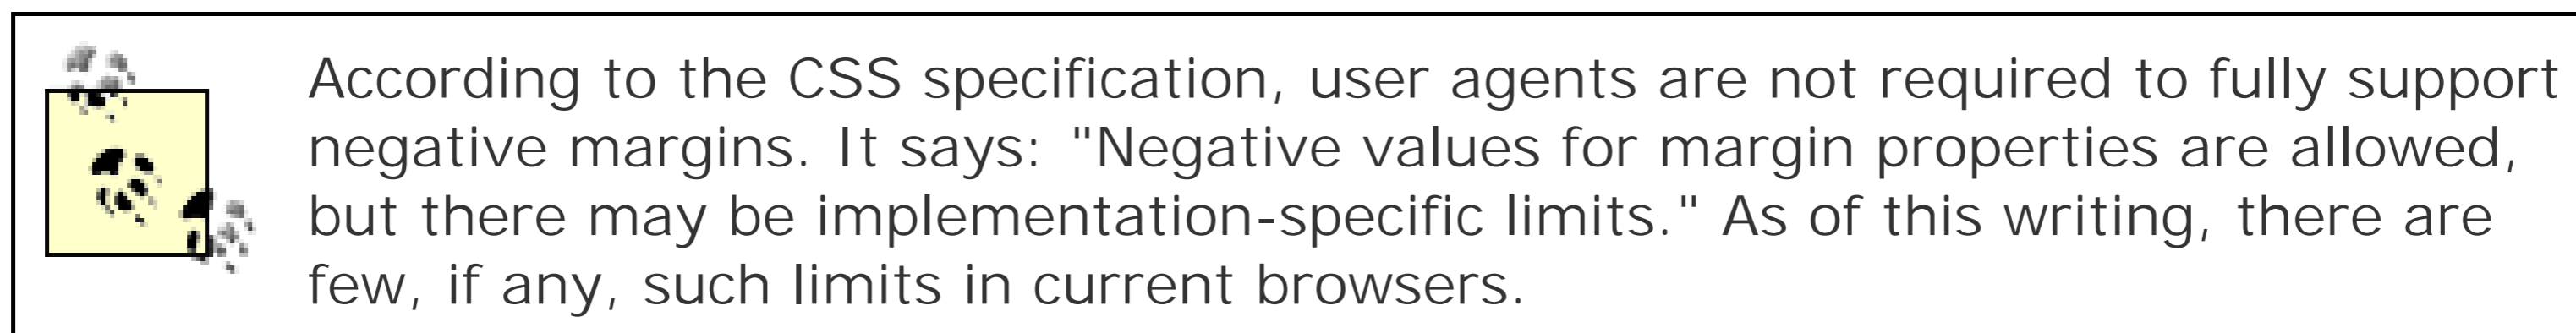 According to the CSS specification, user agents are not required to fully support
negative margins. It says: "Negative values for margin properties are allowed,
but there may be implementation-specific limits." As of this writing, there are
few, if any, such limits in current browsers.